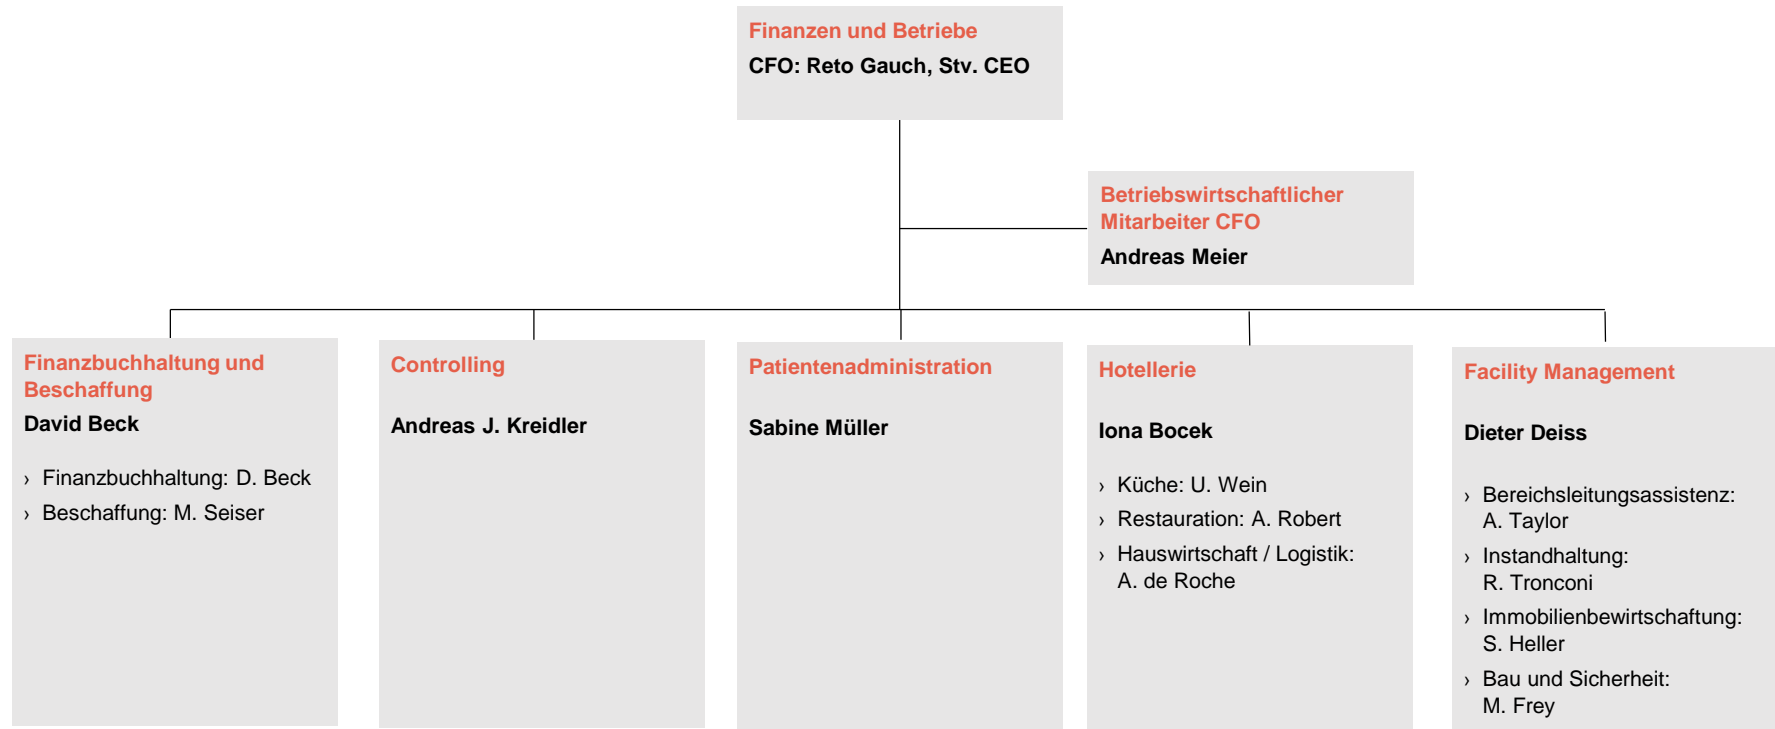 Finanzen und Betriebe
CFO: Reto Gauch, Stv. CEO
Betriebswirtschaftlicher
Mitarbeiter CFO
Andreas Meier
Finanzbuchhaltung und
Beschaffung
David Beck
› Finanzbuchhaltung: D. Beck
› Beschaffung: M. Seiser
Controlling
Andreas J. Kreidler
Patientenadministration
Sabine Müller
Hotellerie
Iona Bocek
› Küche: U. Wein
› Restauration: A. Robert
› Hauswirtschaft / Logistik:
A. de Roche
Facility Management
Dieter Deiss
› Bereichsleitungsassistenz:
A. Taylor
› Instandhaltung:
R. Tronconi
› Immobilienbewirtschaftung:
S. Heller
› Bau und Sicherheit:
M. Frey